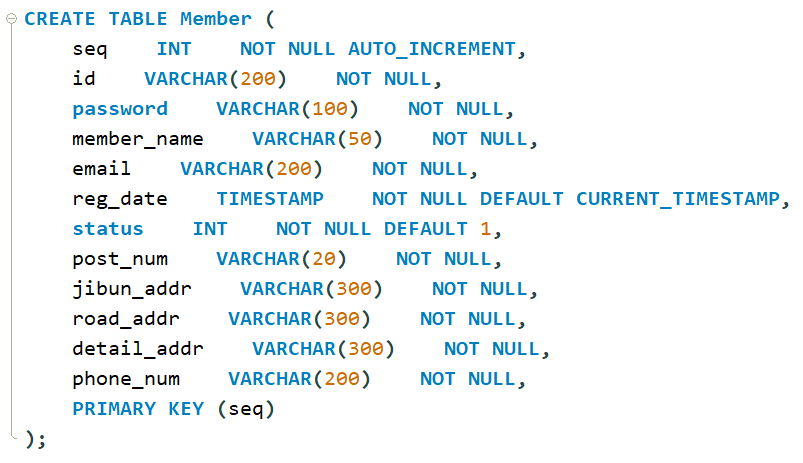 CREATE TABLE Member (
seq INT NOT NULL AUTO_INCREMENT,
id VARCHAR(200) NOT NULL,
password VARCHAR(100) NOT NULL,
member_name VARCHAR(50) NOT NULL,
email VARCHAR(200) NOT NULL,
reg_date TIMESTAMP NOT NULL DEFAULT CURRENT_TIMESTAMP,
status INT NOT NULL DEFAULT 1,
post_num VARCHAR(20) NOT NULL,
jibun_addr VARCHAR(300) NOT NULL,
road_addr VARCHAR(300) NOT NULL,
detail_addr VARCHAR(300) NOT NULL,
phone_num VARCHAR(200) NOT NULL,
PRIMARY KEY (seq)
);